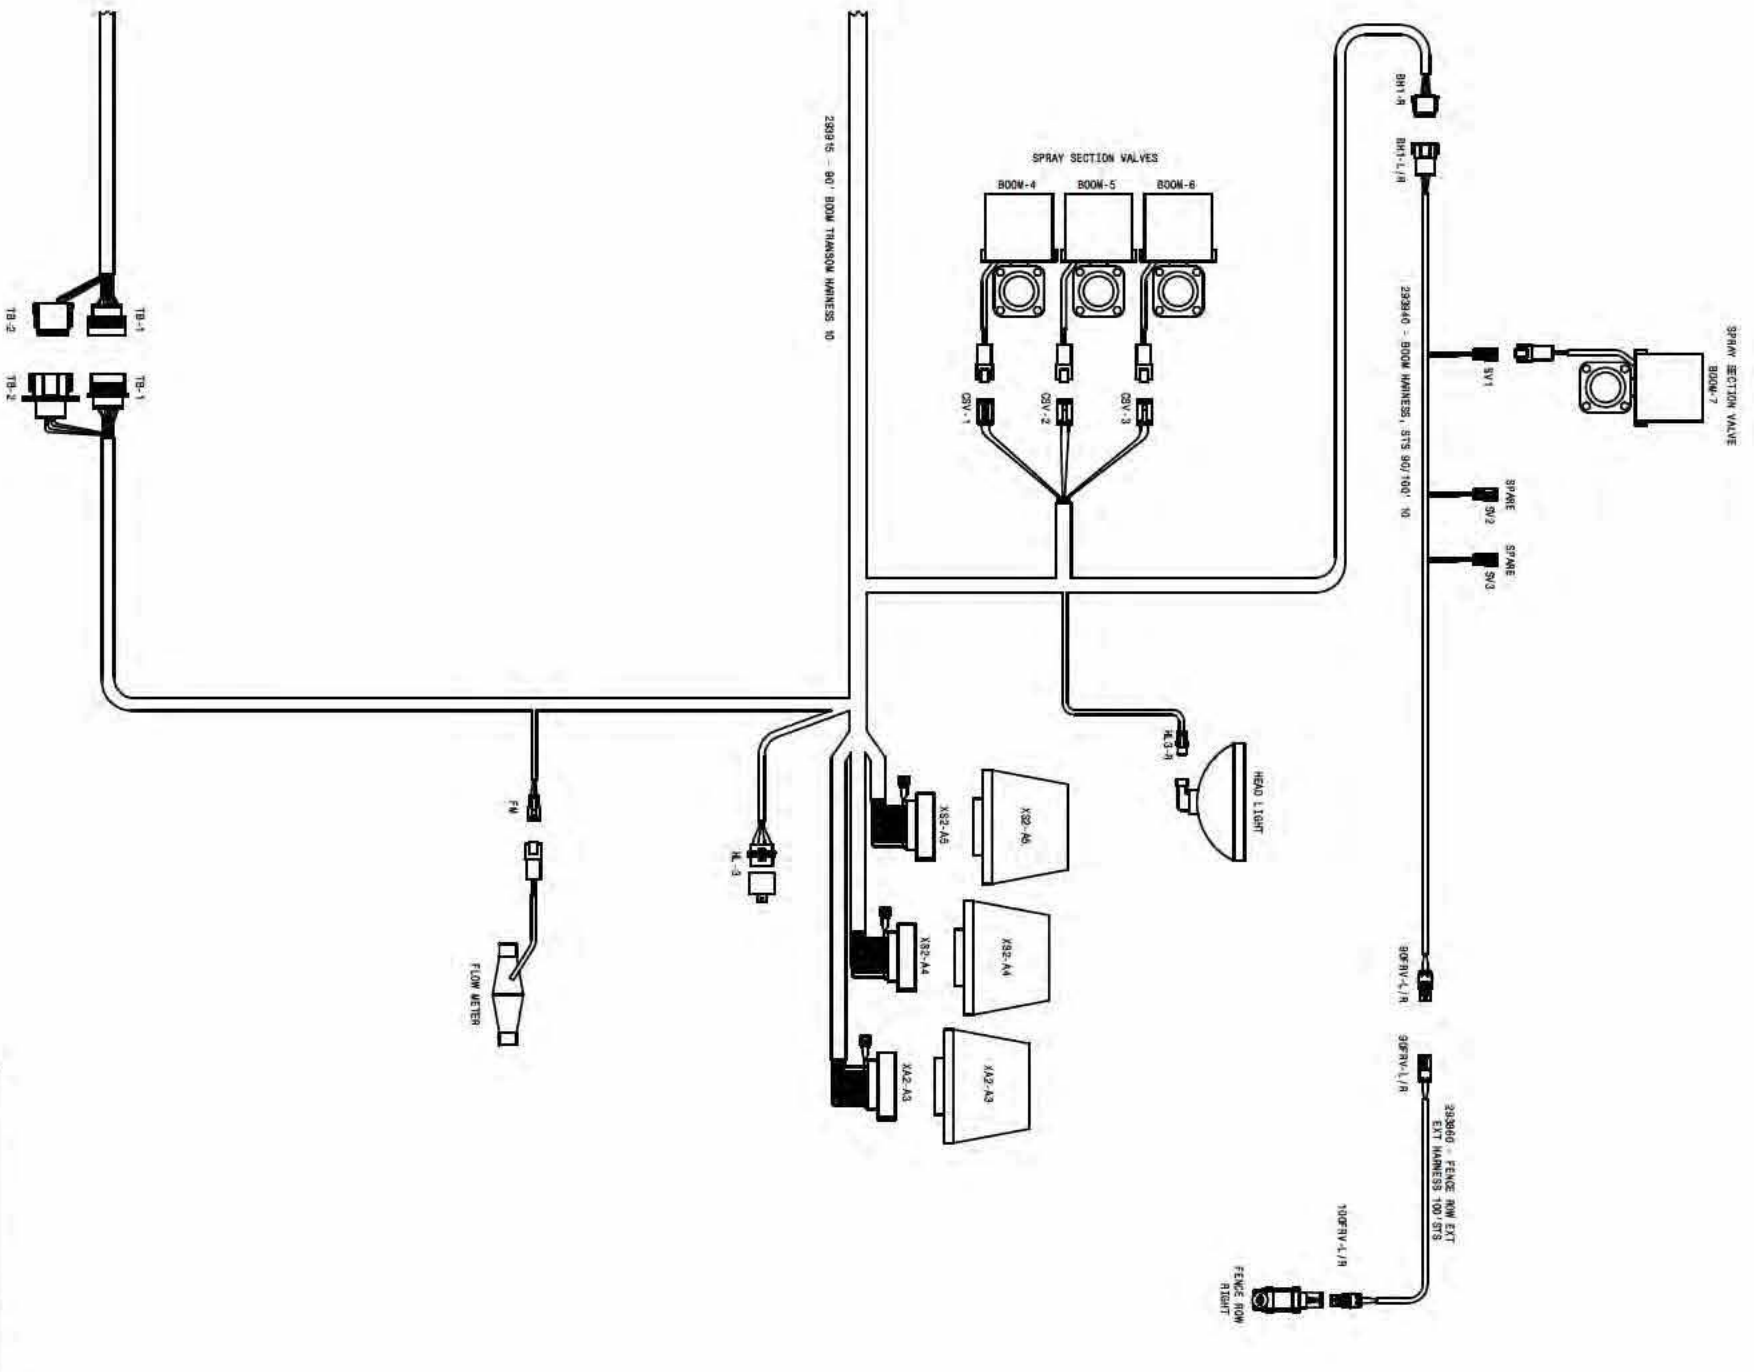 SPRAY SECTION VALVES
BOOM-4
BOOM-5
BOOM-6
BH1-R
BH1-L/R
293915 - 90' BOOM TRANSOM HARNESS 10
293940 - BOOM HARNESS, STS 90/100' 10
SPRAY SECTION VALVE
BOOM-7
SV1
SPARE
SV2
SPARE
SV3
CSV-1
CSV-2
CSV-3
TB-1
TB-2
TB-1
TB-2
HL3-R
HEAD LIGHT
XS2-A5
XS2-A5
XS2-A4
XS2-A4
XA2-A3
XA2-A3
HL-3
FM
FLOW METER
90FRV-L/R
90FRV-L/R
293960 - FENCE ROW EXT
EXT HARNESS 100'STS
100FRV-L/R
FENCE ROW
RIGHT